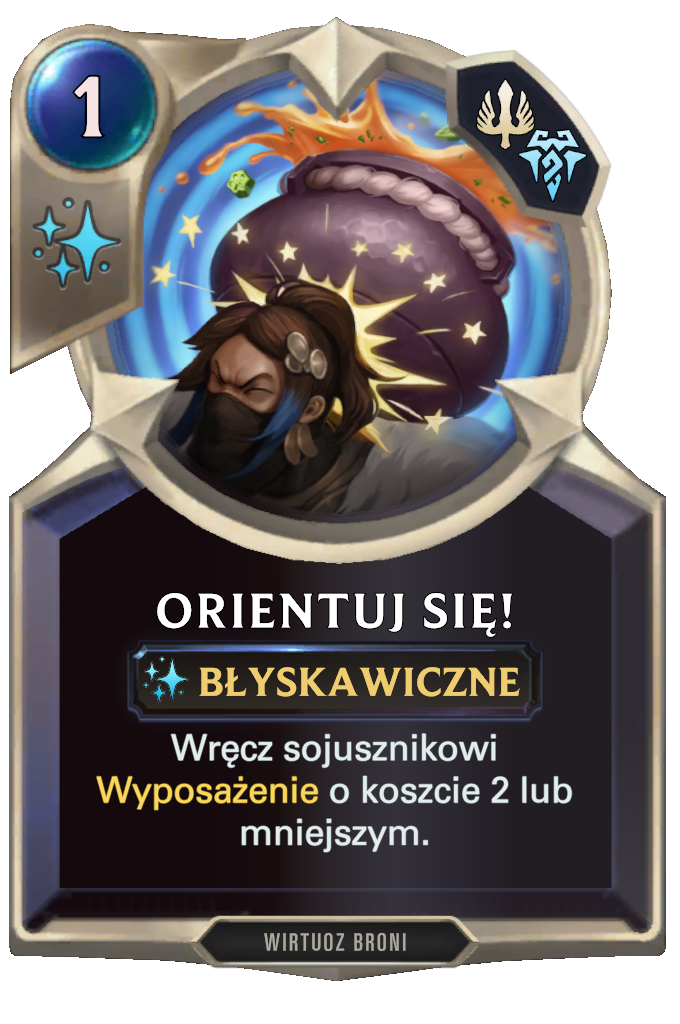 1
ORIENTUJ SIĘ!
BŁYSKAWICZNE
Wręcz sojusznikowi
Wyposażenie o koszcie 2 lub
mniejszym.
WIRTUOZ BRONI